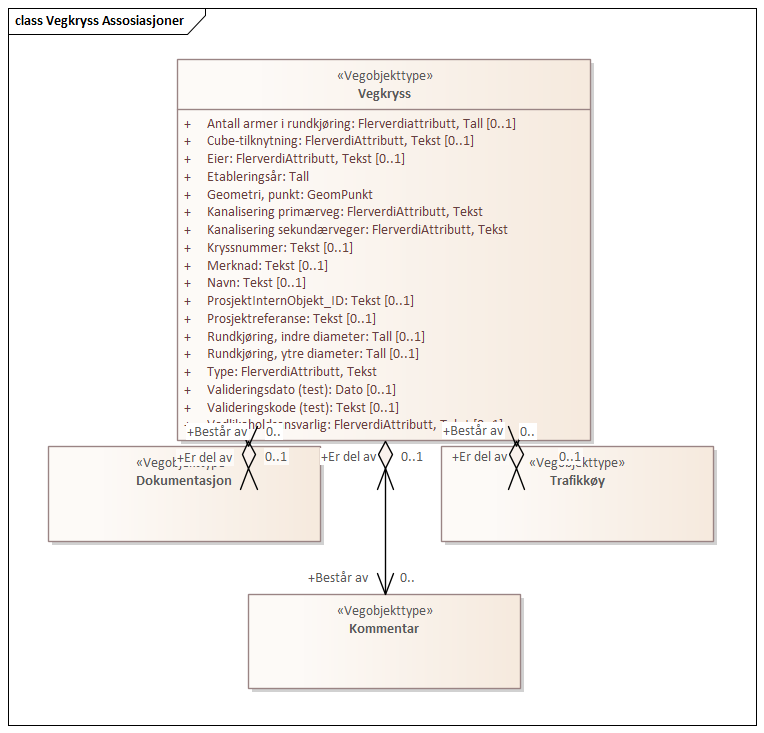 class Vegkryss Assosiasjoner
«Vegobjekttype»
Vegkryss
+ Antall armer i rundkjøring: Flerverdiattributt, Tall [0..1]
+ Cube-tilknytning: FlerverdiAttributt, Tekst [0..1]
+ Eier: FlerverdiAttributt, Tekst [0..1]
+ Etableringsår: Tall
+ Geometri, punkt: GeomPunkt
+ Kanalisering primærveg: FlerverdiAttributt, Tekst
+ Kanalisering sekundærveger: FlerverdiAttributt, Tekst
+ Kryssnummer: Tekst [0..1]
+ Merknad: Tekst [0..1]
+ Navn: Tekst [0..1]
+ ProsjektInternObjekt_ID: Tekst [0..1]
+ Prosjektreferanse: Tekst [0..1]
+ Rundkjøring, indre diameter: Tall [0..1]
+ Rundkjøring, ytre diameter: Tall [0..1]
+ Type: FlerverdiAttributt, Tekst
+ Valideringsdato (test): Dato [0..1]
+ Valideringskode (test): Tekst [0..1]
+ Vedlikeholdsansvarlig: FlerverdiAttributt, Tekst [0..1]
+Består av 0..
+Består av 0..
+Er del av 0..1
+Er del av 0..1
+Er del av 0..1
«Vegobjekttype»
Dokumentasjon
«Vegobjekttype»
Trafikkøy
+Består av 0..
«Vegobjekttype»
Kommentar